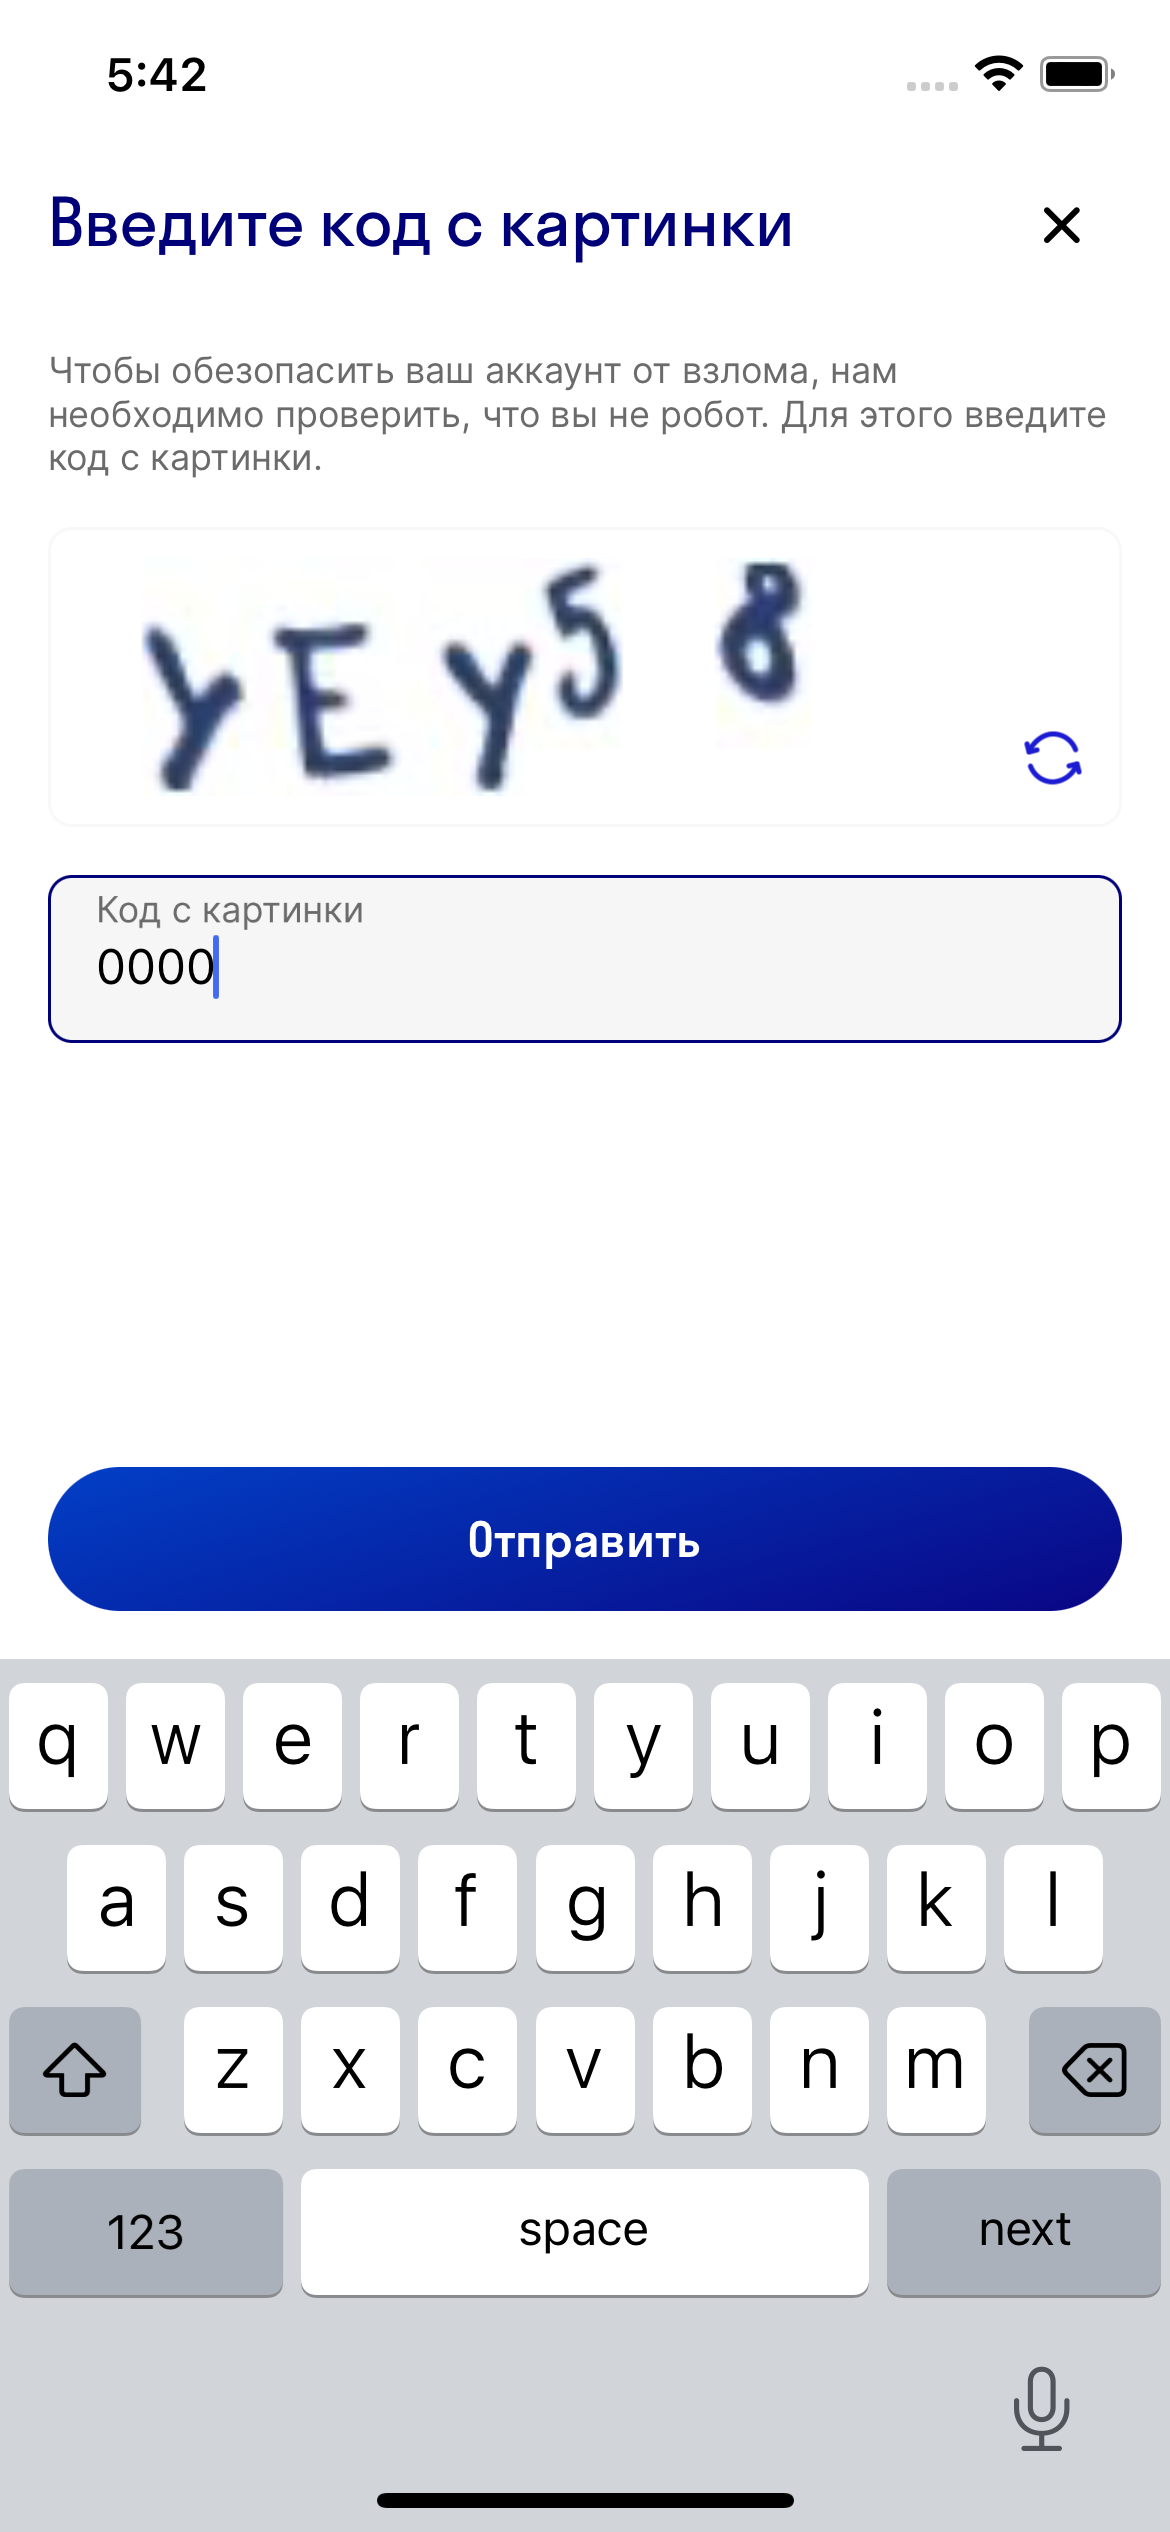 5:42
Введите код с картинки
Чтобы обезопасить ваш аккаунт от взлома, нам
необходимо проверить, что вы не робот. Для этого введите
код с картинки.
YEY5 8
Код с картинки
0000
Отправить
q w e r t y u i o p
a s d f g h j k l
z x c v b n m
123 space next